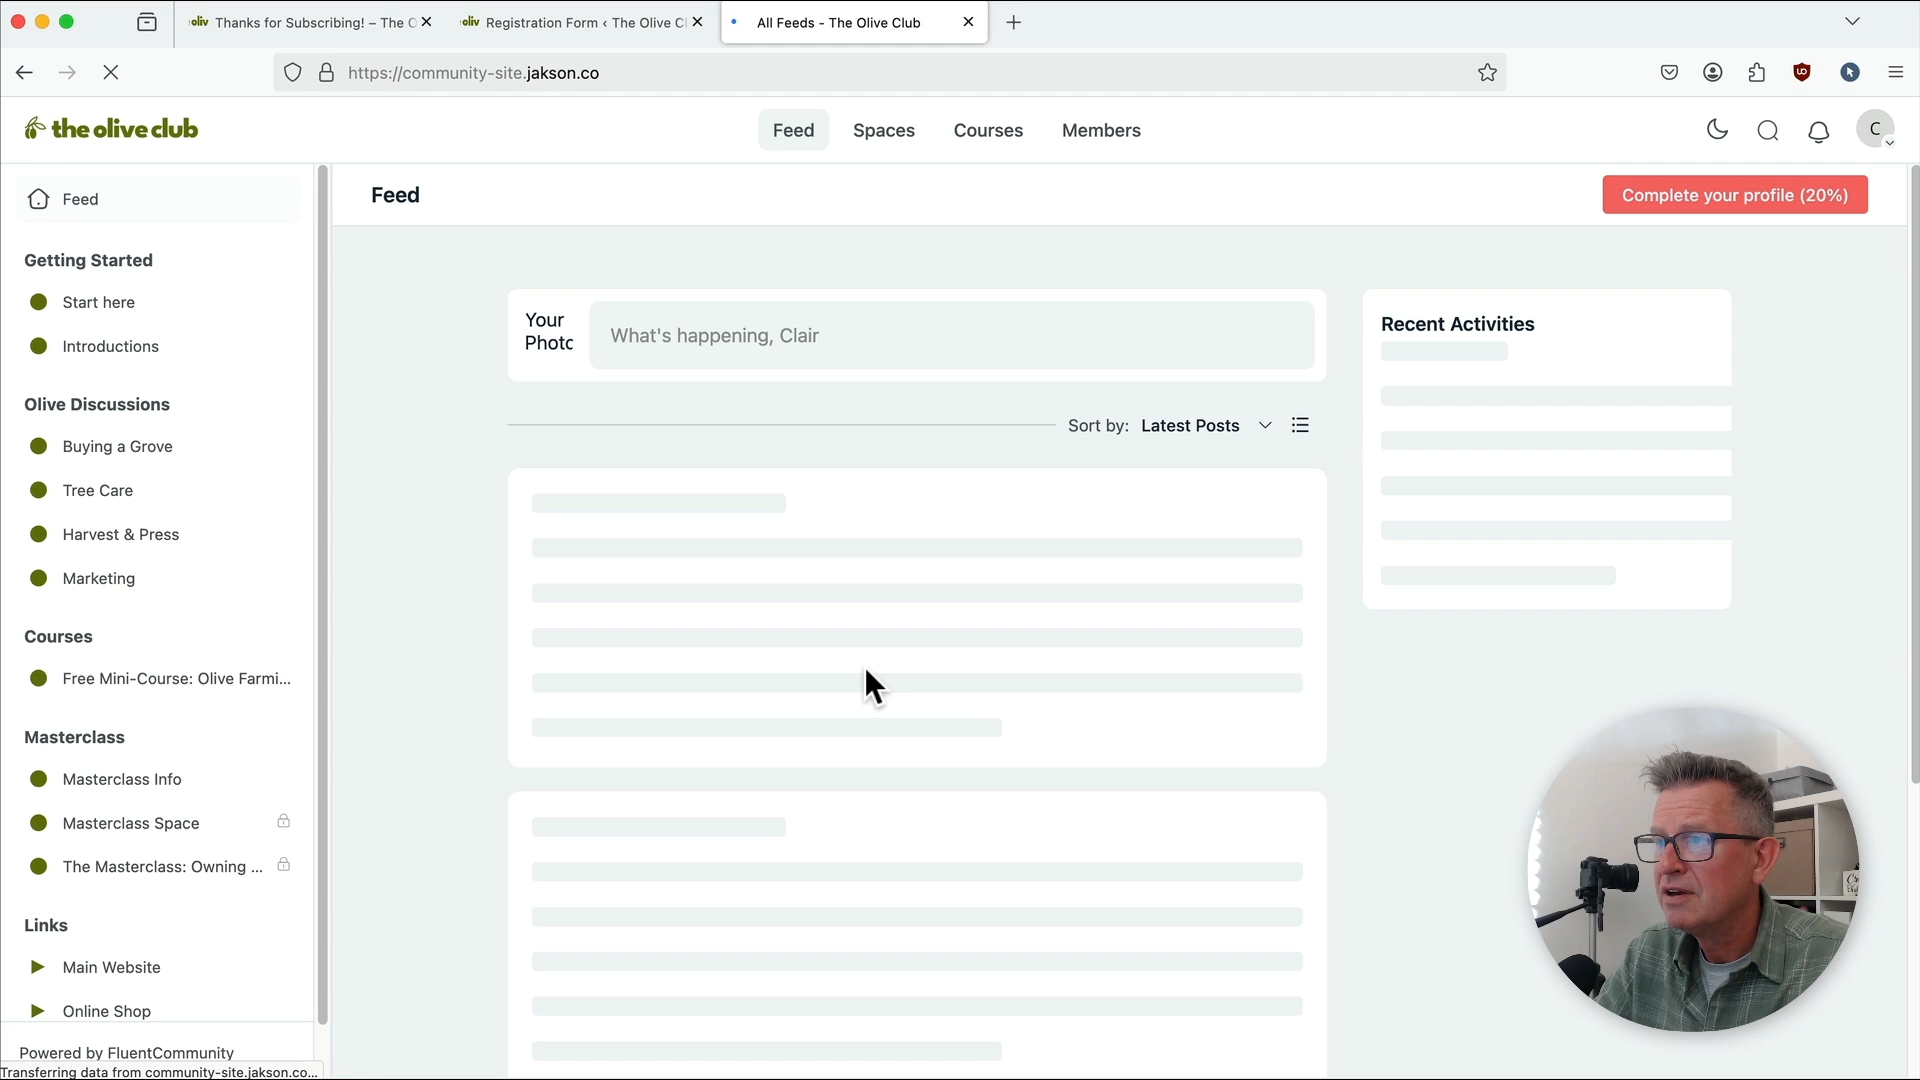 oliv Thanks for Subscribing! – The O
oliv Registration Form ‹ The Olive Cl
All Feeds - The Olive Club
https://community-site.jakson.co
the olive club
Feed
Spaces
Courses
Members
C
Feed
Feed
Complete your profile (20%)
Getting Started
Start here
Introductions
Olive Discussions
Buying a Grove
Tree Care
Harvest & Press
Marketing
Courses
Free Mini-Course: Olive Farmi...
Masterclass
Masterclass Info
Masterclass Space
The Masterclass: Owning ...
Links
Main Website
Online Shop
Powered by FluentCommunity
Transferring data from community-site.jakson.co...
Your
Photo
What's happening, Clair
Sort by: Latest Posts
Recent Activities